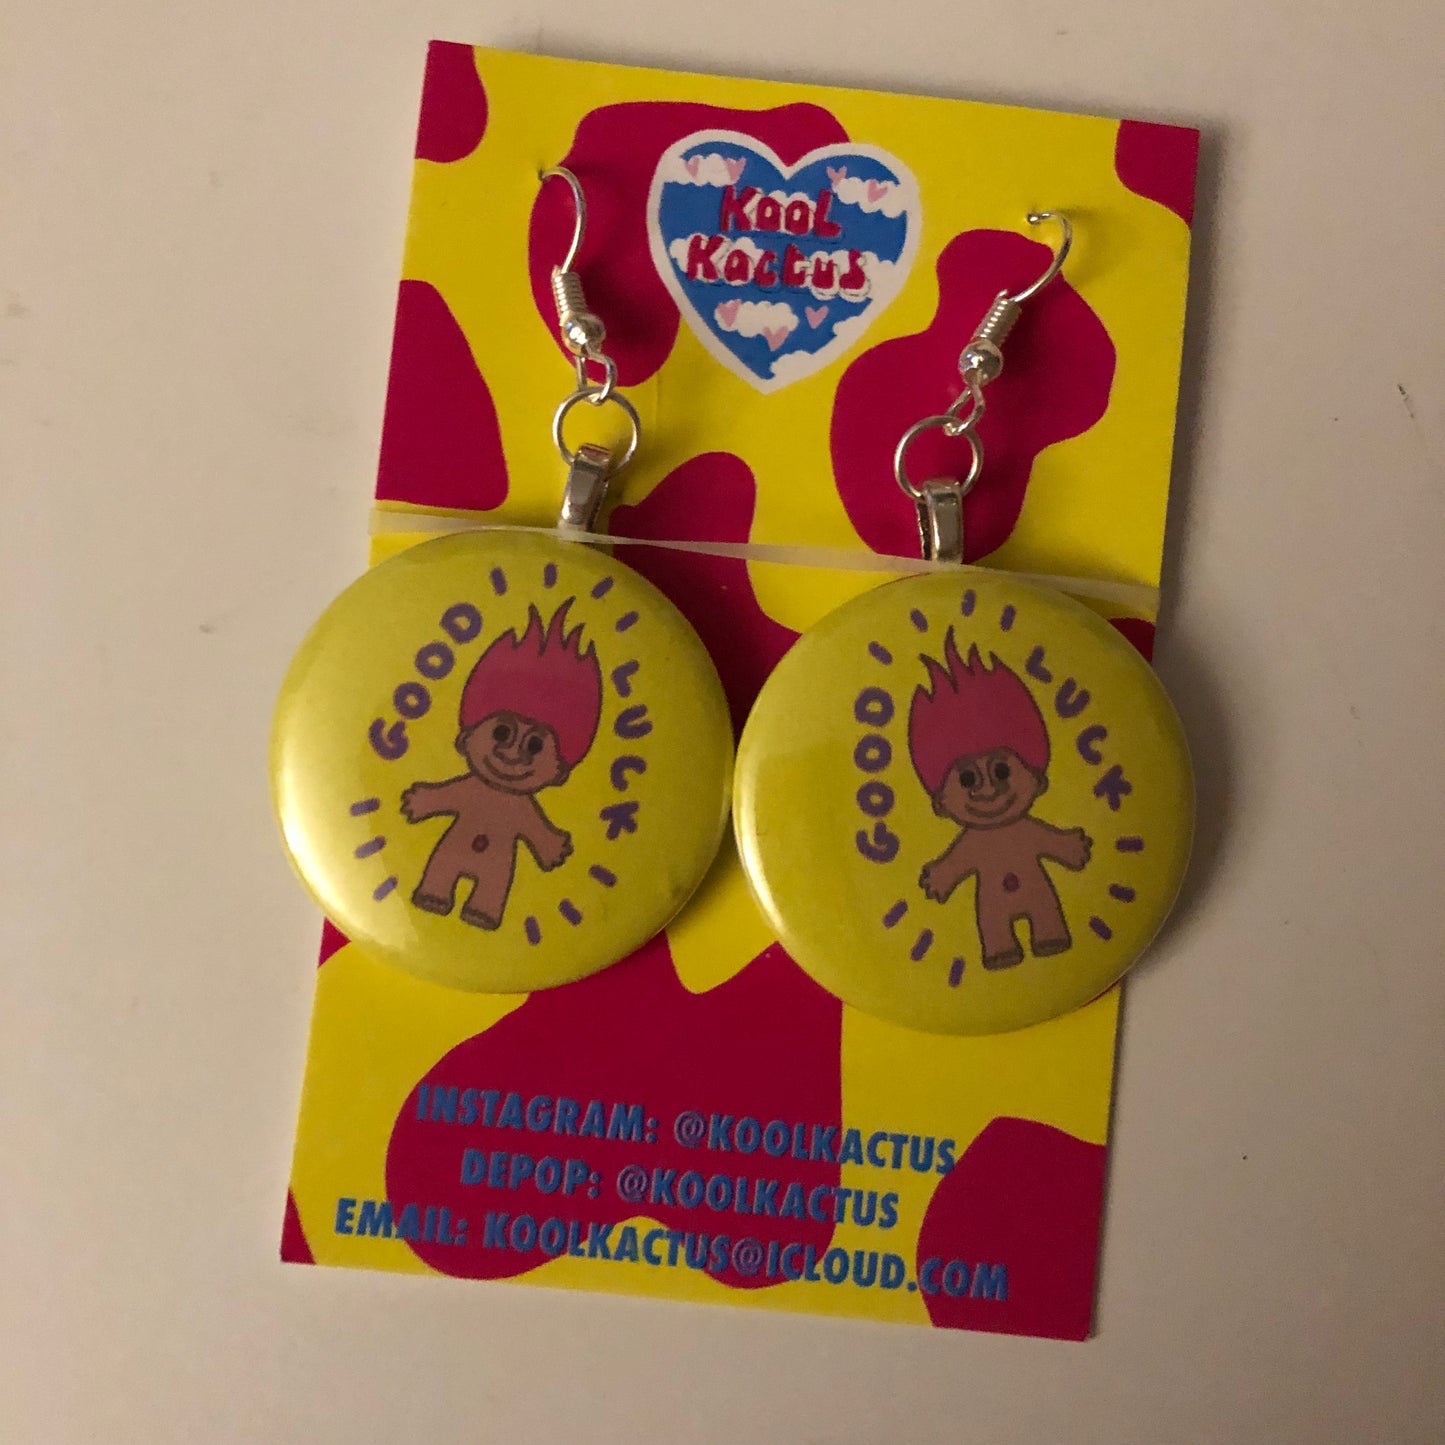 Kool
Kactus
GOOD LUCK
GOOD LUCK
INSTAGRAM: @KOOLKACTUS
DEPOP: @KOOLKACTUS
EMAIL: KOOLKACTUS@ICLOUD.COM